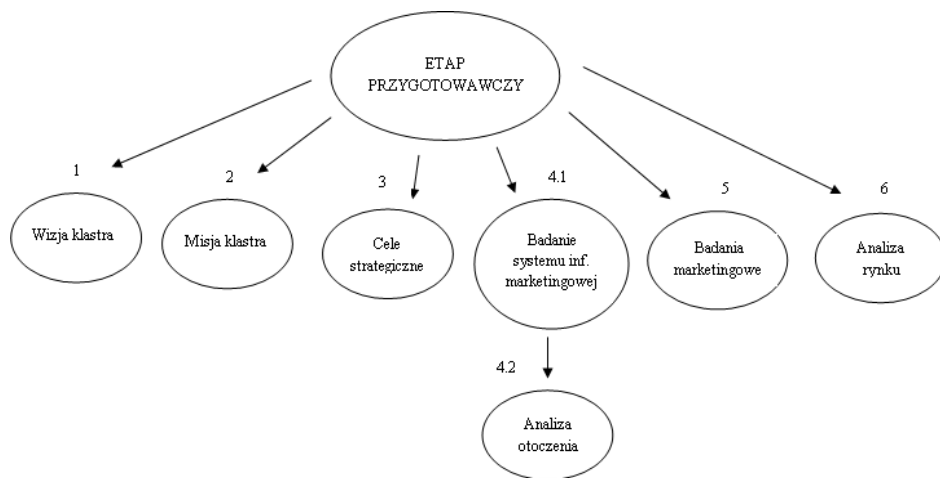 ETAP
PRZYGOTOWAWCZY
1
2
3
4.1
5
6
Wizja klastra
Misja klastra
Cele
strategiczne
Badanie
systemu inf.
marketingowej
Badania
marketingowe
Analiza
rynku
4.2
Analiza
otoczenia